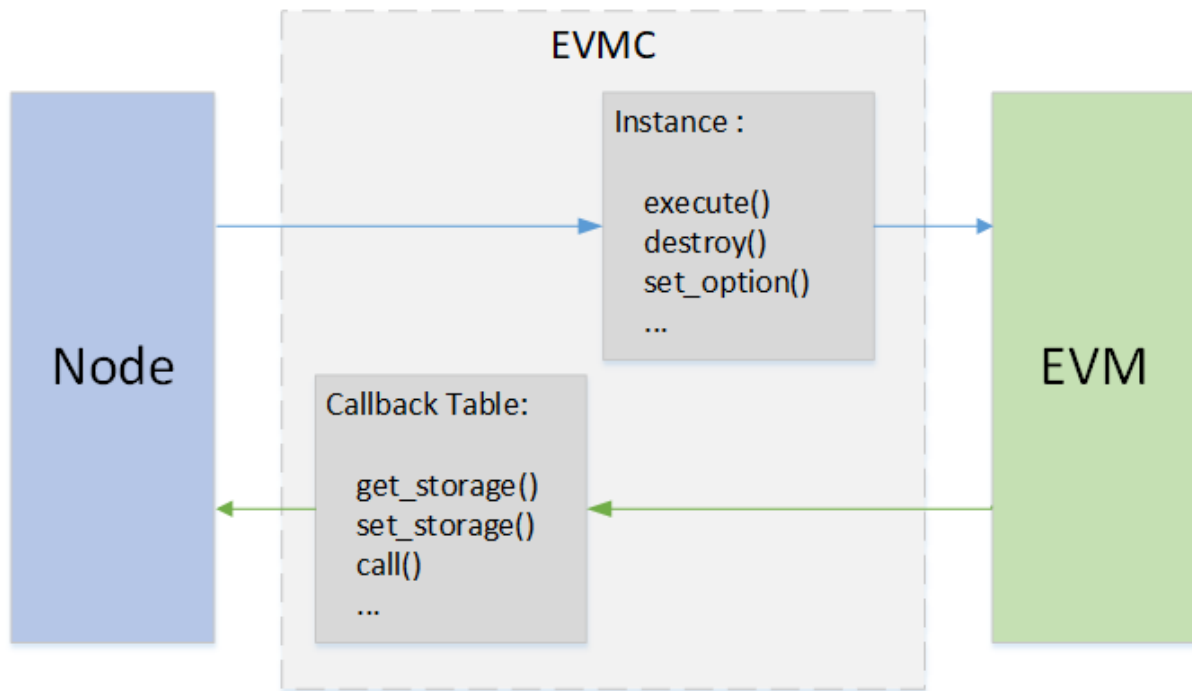 EVMC
Node
Instance :
execute()
destroy()
set_option()
...
Callback Table:
get_storage()
set_storage()
call()
...
EVM